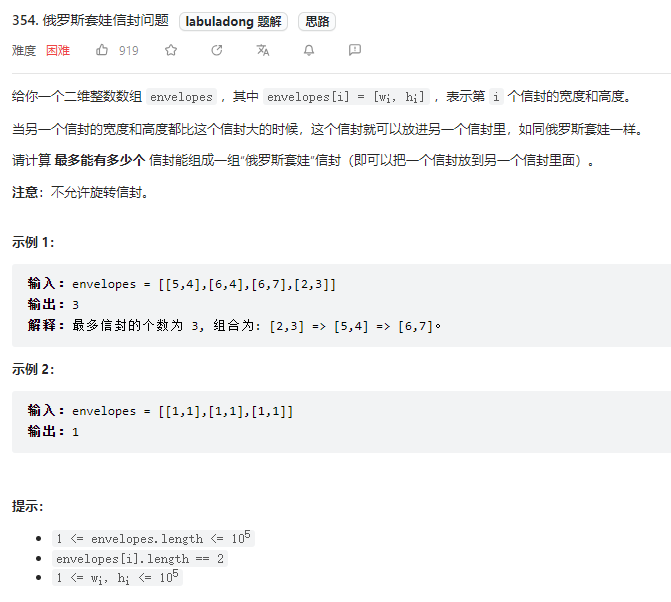 354. 俄罗斯套娃信封问题 labuladong 题解 思路
难度 困难 919
给你一个二维整数数组 envelopes ，其中 envelopes[i] = [wi, hi] ，表示第 i 个信封的宽度和高度。
当另一个信封的宽度和高度都比这个信封大的时候，这个信封就可以放进另一个信封里，如同俄罗斯套娃一样。
请计算 最多能有多少个 信封能组成一组“俄罗斯套娃”信封（即可以把一个信封放到另一个信封里面）。
注意：不允许旋转信封。
示例 1：
输入：envelopes = [[5,4],[6,4],[6,7],[2,3]]
输出：3
解释：最多信封的个数为 3, 组合为: [2,3] => [5,4] => [6,7]。
示例 2：
输入：envelopes = [[1,1],[1,1],[1,1]]
输出：1
提示：
• 1 <= envelopes.length <= 10^5
• envelopes[i].length == 2
• 1 <= wi, hi <= 10^5